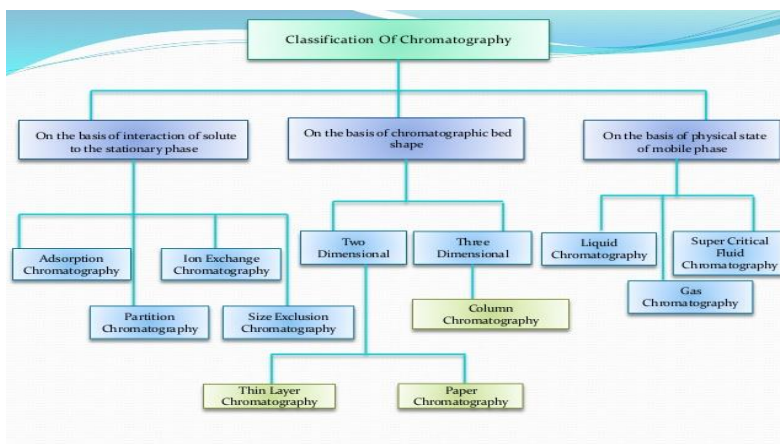 Classification Of Chromatography
On the basis of interaction of solute
to the stationary phase
On the basis of chromatographic bed
shape
On the basis of physical state
of mobile phase
Adsorption
Chromatography
Ion Exchange
Chromatography
Partition
Chromatography
Size Exclusion
Chromatography
Two
Dimensional
Three
Dimensional
Column
Chromatography
Thin Layer
Chromatography
Paper
Chromatography
Liquid
Chromatography
Super Critical
Fluid
Chromatography
Gas
Chromatography